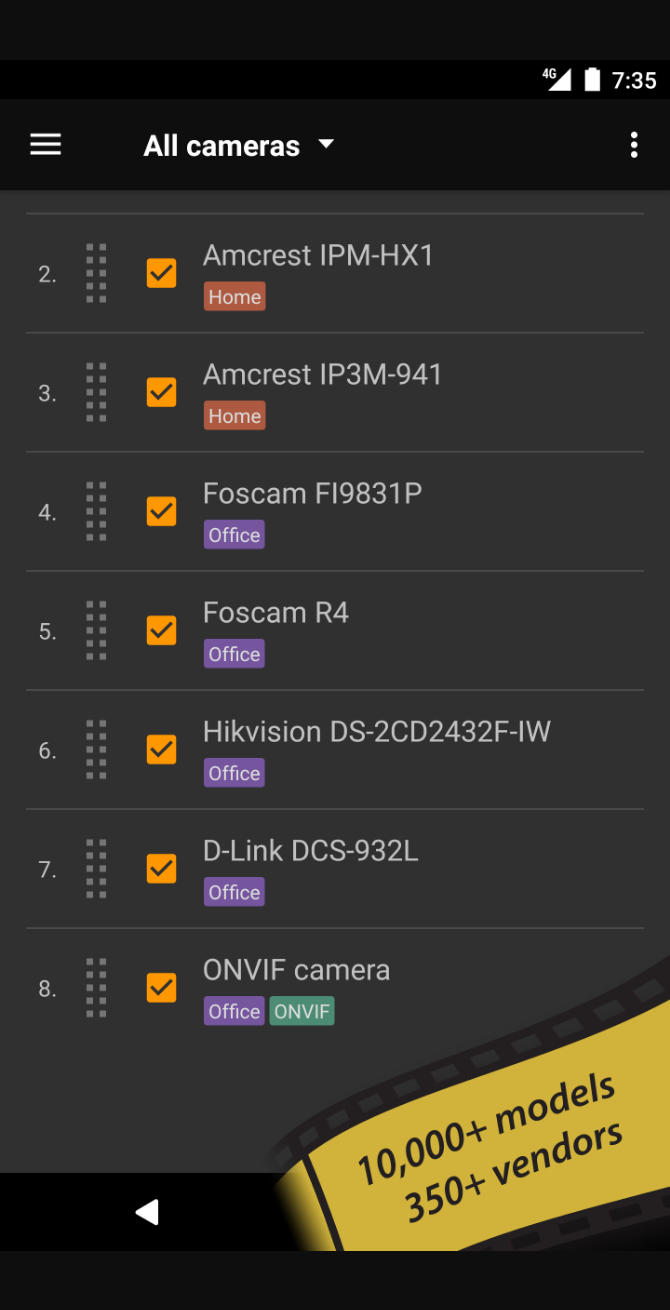 4G 7:35
All cameras
2.
Amcrest IPM-HX1
Home
3.
Amcrest IP3M-941
Home
4.
Foscam FI9831P
Office
5.
Foscam R4
Office
6.
Hikvision DS-2CD2432F-IW
Office
7.
D-Link DCS-932L
Office
8.
ONVIF camera
Office ONVIF
10,000+ models
350+ vendors